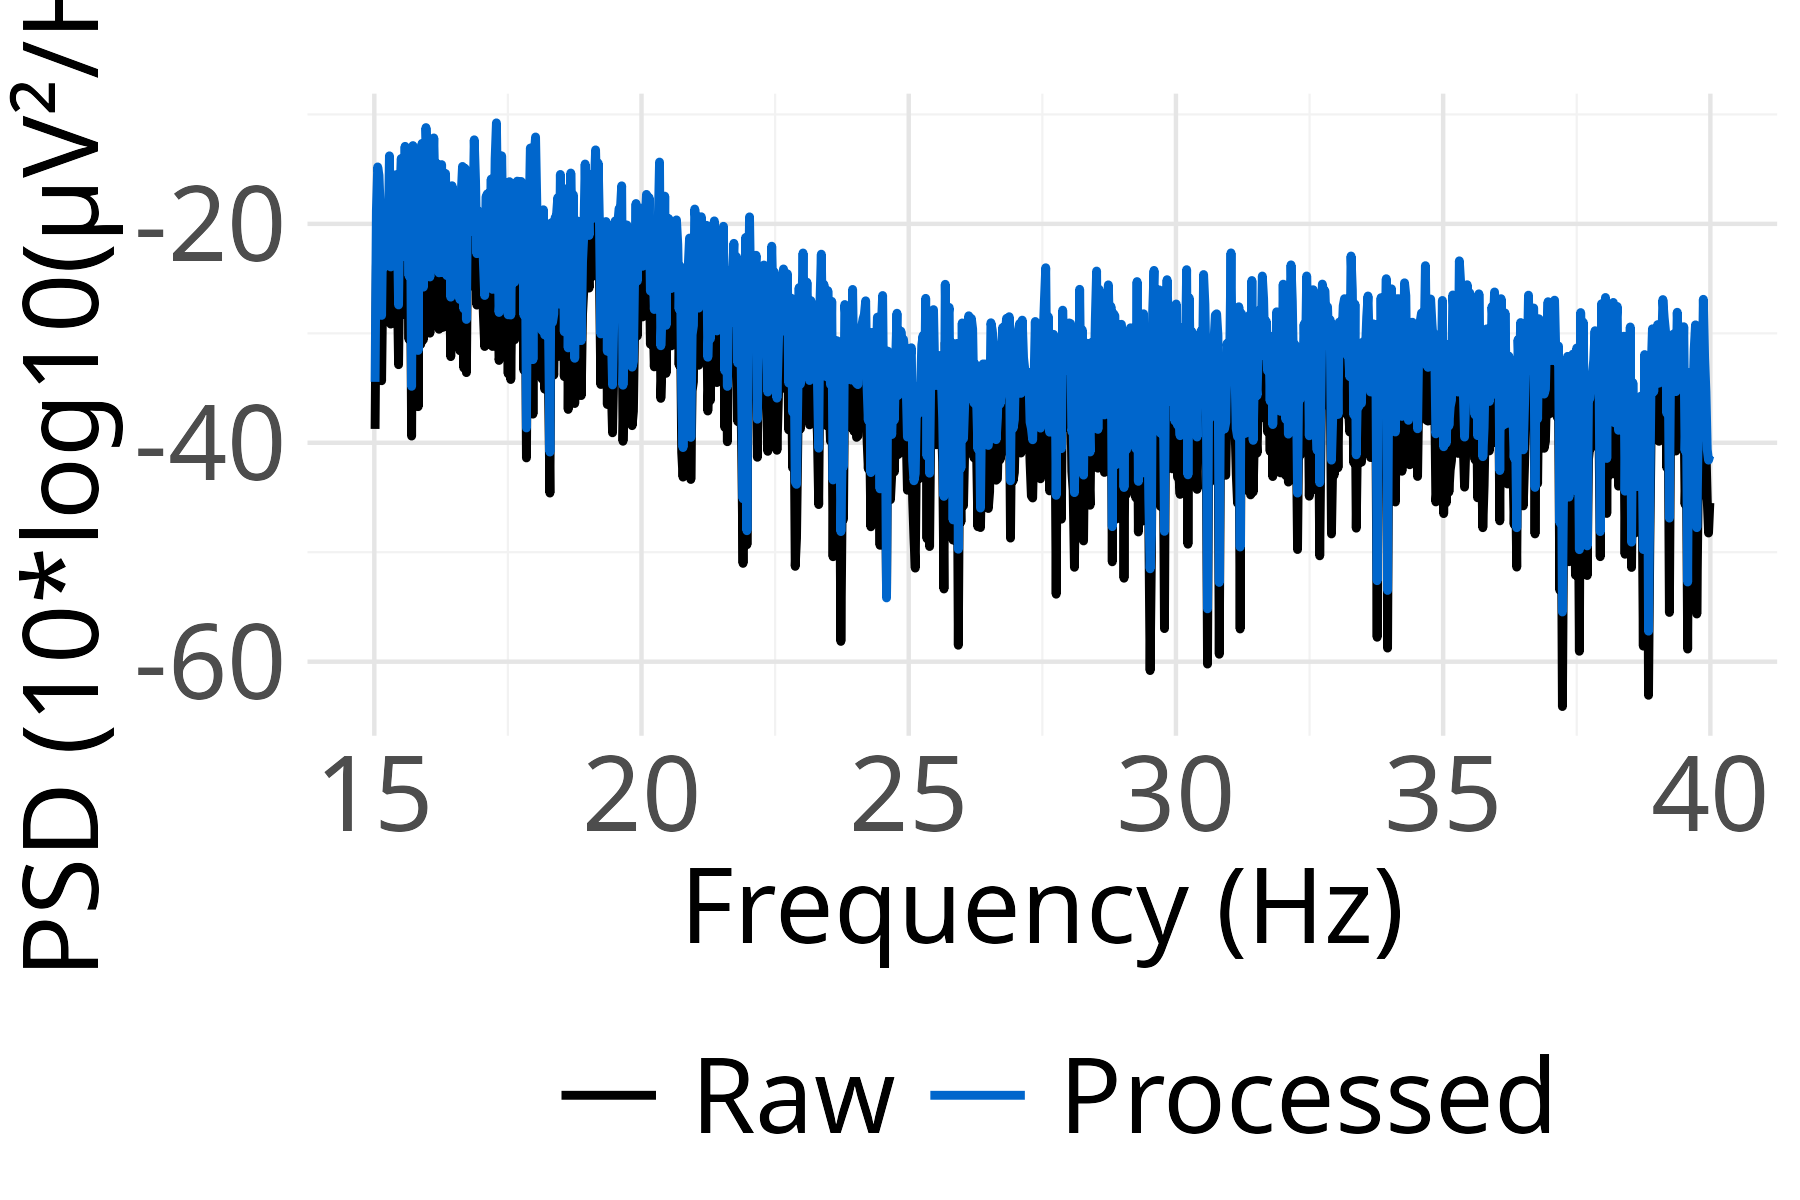 PSD (10*log10(µV²/H
-20
-40
-60
15 20 25 30 35 40
Frequency (Hz)
Raw Processed